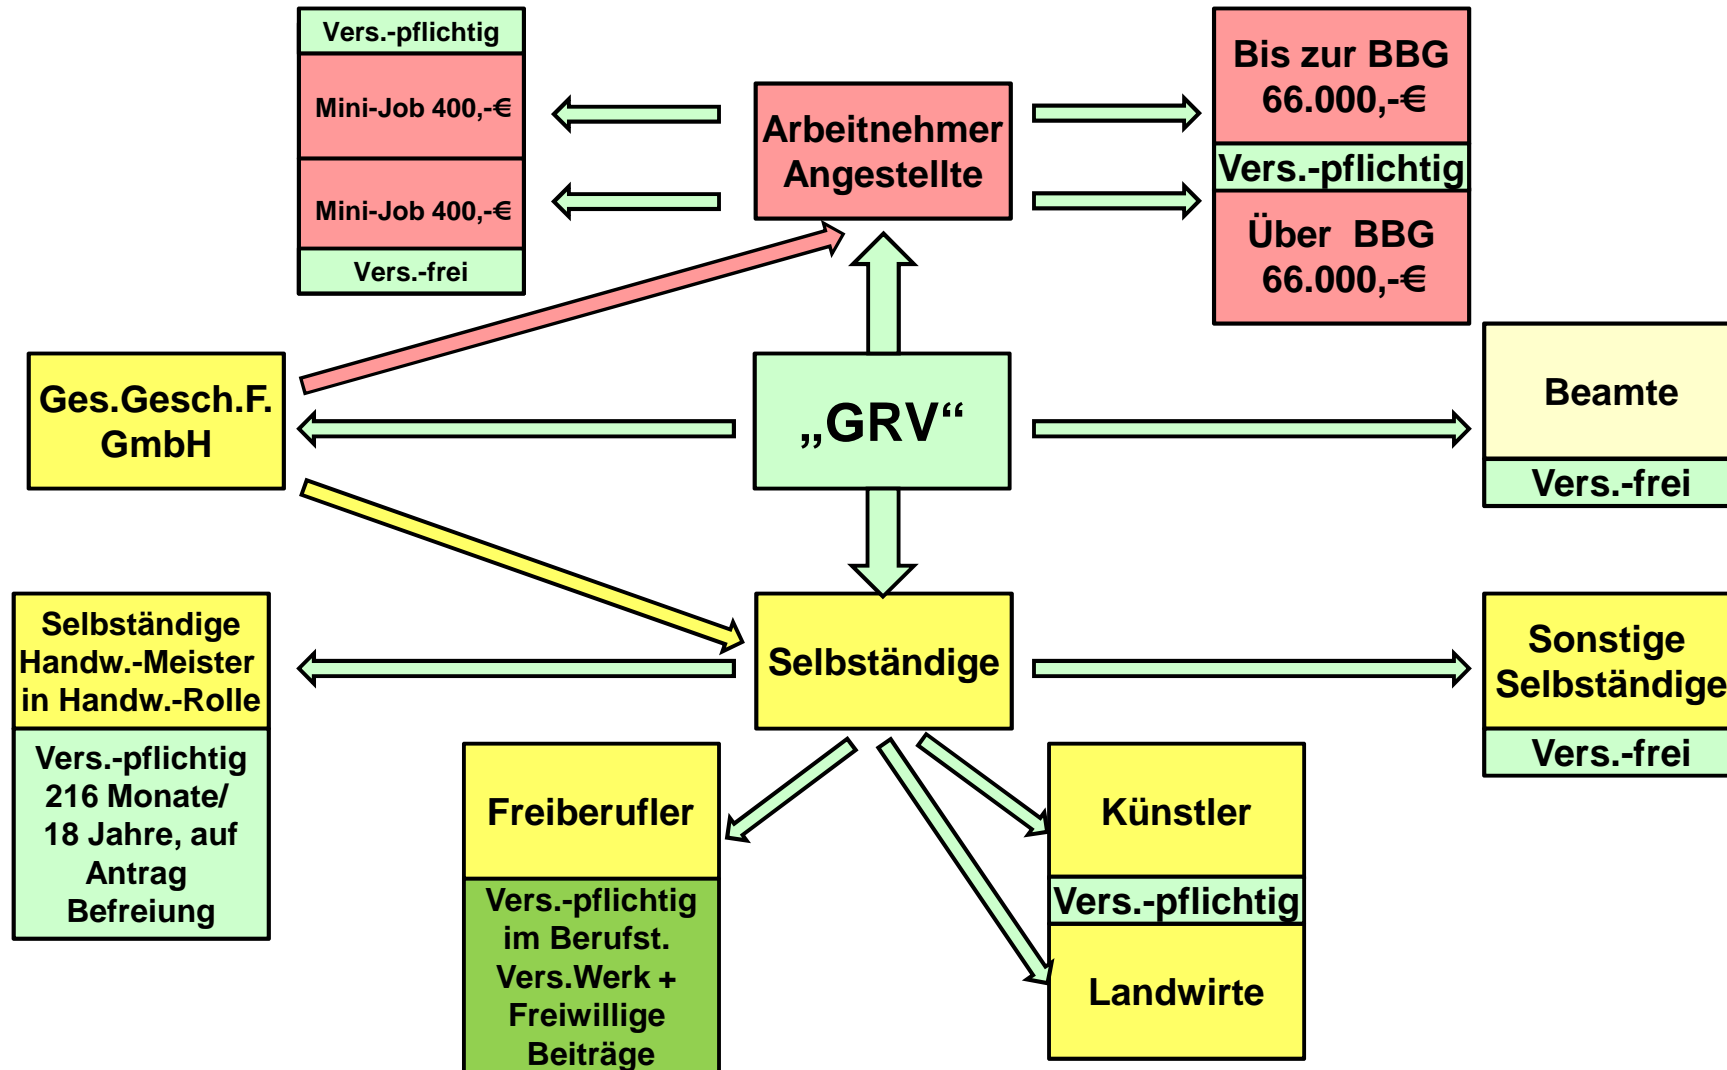 Vers.-pflichtig
Mini-Job 400,-€
Mini-Job 400,-€
Vers.-frei
Arbeitnehmer
Angestellte
Bis zur BBG
66.000,-€
Vers.-pflichtig
Über BBG
66.000,-€
Ges.Gesch.F.
GmbH
„GRV“
Beamte
Vers.-frei
Selbständige
Handw.-Meister
in Handw.-Rolle
Vers.-pflichtig
216 Monate/
18 Jahre, auf
Antrag
Befreiung
Selbständige
Sonstige
Selbständige
Vers.-frei
Freiberufler
Vers.-pflichtig
im Berufst.
Vers.Werk +
Freiwillige
Beiträge
Künstler
Vers.-pflichtig
Landwirte